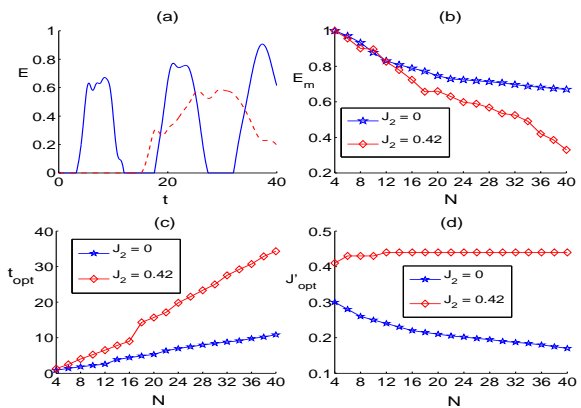 (a)
E
1
0.8
0.6
0.4
0.2
0
0 20 40
t
(b)
E_m
1
0.8
0.6
0.4
0.2
J_2 = 0
J_2 = 0.42
4 8 12 16 20 24 28 32 36 40
N
(c)
t_opt
40
30
20
10
0
J_2 = 0
J_2 = 0.42
4 8 12 16 20 24 28 32 36 40
N
(d)
J'_opt
0.5
0.4
0.3
0.2
0.1
J_2 = 0
J_2 = 0.42
4 8 12 16 20 24 28 32 36 40
N